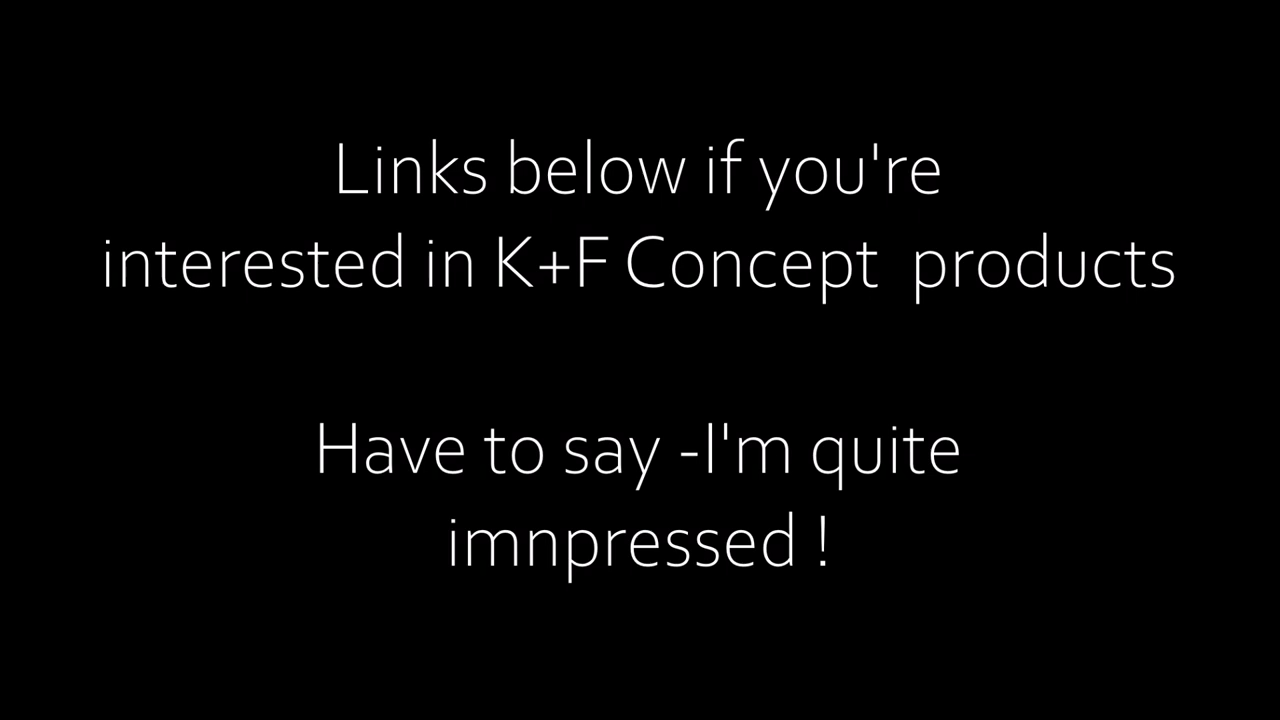 Links below if you're
interested in K+F Concept  products
Have to say -I'm quite
imnpressed !